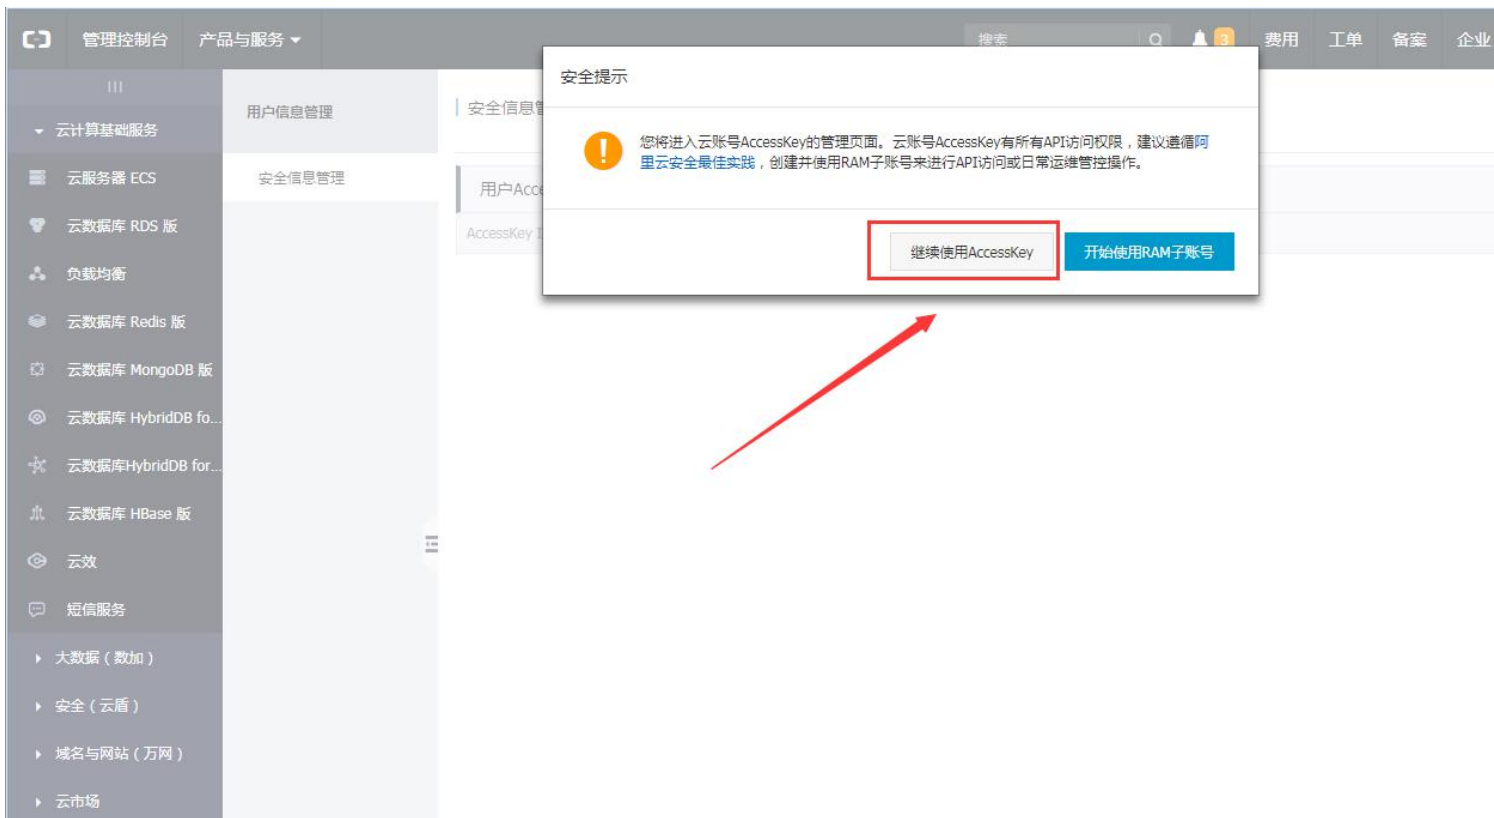 管理控制台
产品与服务
搜索
3
费用
工单
备案
企业
云计算基础服务
云服务器 ECS
云数据库 RDS 版
负载均衡
云数据库 Redis 版
云数据库 MongoDB 版
云数据库 HybridDB fo...
云数据库HybridDB for...
云数据库 HBase 版
云效
短信服务
大数据（数加）
安全（云盾）
域名与网站（万网）
云市场
用户信息管理
安全信息管理
安全信息
用户Acce
AccessKey
安全提示
您将进入云账号AccessKey的管理页面。云账号AccessKey有所有API访问权限，建议遵循阿
里云安全最佳实践，创建并使用RAM子账号来进行API访问或日常运维管控操作。
继续使用AccessKey
开始使用RAM子账号